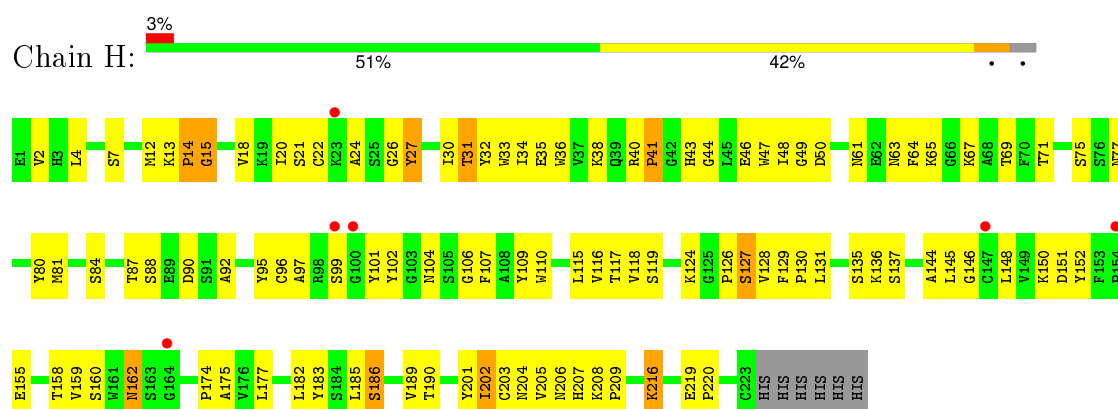 3%
Chain H:
51% 42% • •
E1 V2 H3 L4 S7 M12 K13 P14 G15 V18 K19 I20 S21 C22 K23 A24 S25 G26 Y27 I30 T31 Y32 W33 I34 E35 W36 V37 K38 Q39 R40 P41 G42 H43 G44 L45 E46 W47 I48 G49 D50 N61 E62 N63 F64 K65 G66 K67 A68 T69 F70 T71 S75 S76 N77
Y80 M81 S84 T87 S88 E89 D90 S91 A92 Y95 C96 A97 R98 S99 G100 Y101 Y102 G103 N104 S105 G106 F107 A108 Y109 W110 L115 V116 T117 V118 S119 K124 G125 P126 S127 V128 F129 P130 L131 S135 K136 S137 A144 L145 G146 C147 L148 V149 K150 D151 Y152 F153 P154
E155 T158 V159 S160 W161 N162 S163 G164 P174 A175 V176 L177 L182 Y183 S184 L185 S186 V189 T190 Y201 I202 C203 N204 V205 N206 H207 K208 P209 K216 E219 P220 C223 HIS HIS HIS HIS HIS HIS